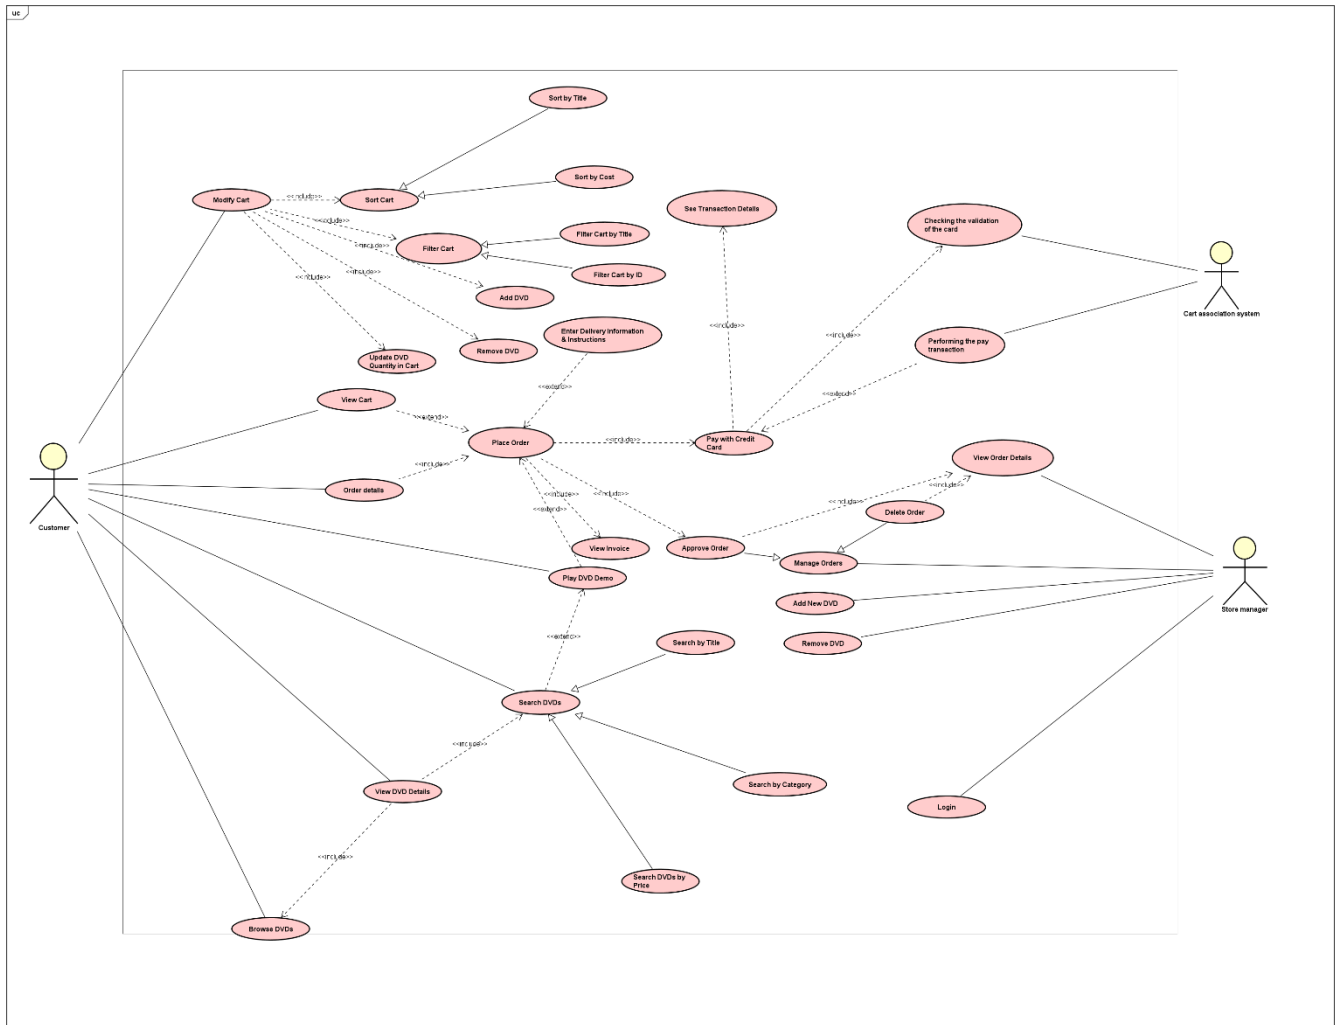 uc
Sort by Title
Sort by Cost
Modify Cart
<<include>>
Sort Cart
See Transaction Details
Checking the validation
of the card
<<include>>
Filter Cart by Title
<<include>>
Filter Cart
Filter Cart by ID
<<include>>
<<include>>
Add DVD
Cart association system
Enter Delivery Information
& Instructions
<<include>>
<<include>>
Performing the pay
transaction
Remove DVD
Update DVD
Quantity in Cart
<<extend>>
<<extend>>
View Cart
<<extend>>
Place Order
<<include>>
Pay with Credit
Card
View Order Details
<<include>>
Order details
<<include>>
<<include>>
<<include>>
<<include>>
<<extend>>
Delete Order
Customer
View Invoice
Approve Order
Manage Orders
Play DVD Demo
Add New DVD
Store manager
<<extend>>
Search by Title
Remove DVD
Search DVDs
<<include>>
Search by Category
View DVD Details
Login
<<include>>
Search DVDs by
Price
Browse DVDs